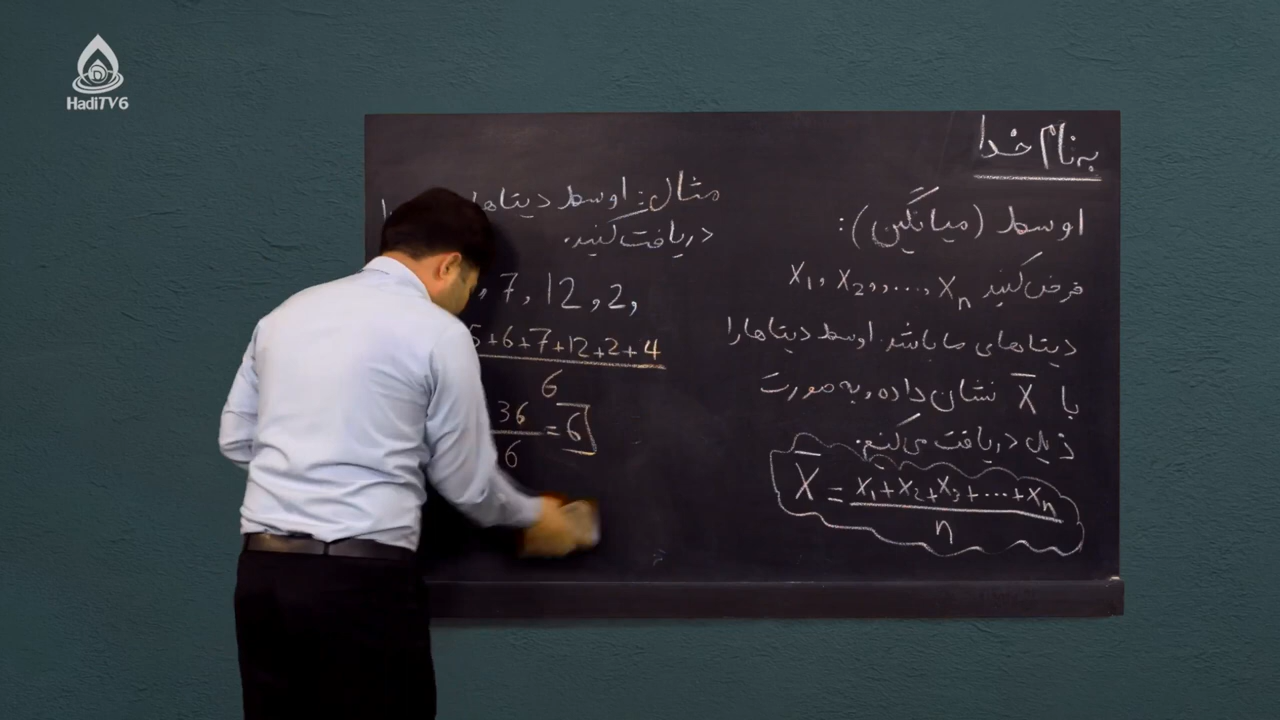 HadiTV6
به نام خدا
اوسط (میانگین):
فرض کنید X₁, X₂, ..., Xₙ
دیتاهای ما باشد. اوسط دیتاها را
با X̄ نشان داده و به صورت
ذیل دریافت می‌کنیم.
X̄ = (X₁+X₂+X₃+...+Xₙ)/n
مثال: اوسط دیتاها
دریافت کنید.
, 7, 12, 2,
5+6+7+12+2+4
6
36/6 = 6